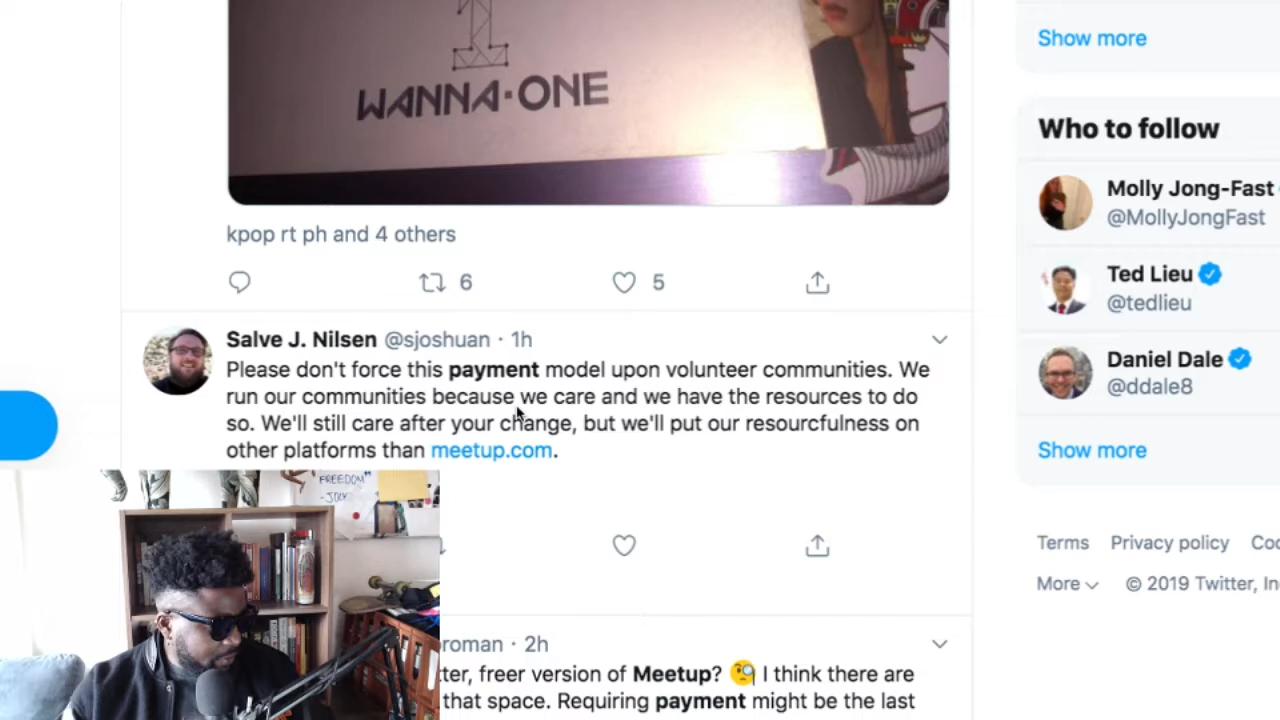 WANNA·ONE
kpop rt ph and 4 others
6
5
Salve J. Nilsen @sjoshuan · 1h
Please don't force this payment model upon volunteer communities. We
run our communities because we care and we have the resources to do
so. We'll still care after your change, but we'll put our resourcfulness on
other platforms than meetup.com.
FREEDOM"
-JOLY
roman · 2h
ter, freer version of Meetup? 🧐 I think there are
that space. Requiring payment might be the last
Show more
Who to follow
Molly Jong-Fast
@MollyJongFast
Ted Lieu
@tedlieu
Daniel Dale
@ddale8
Show more
Terms Privacy policy Coo
More © 2019 Twitter, In